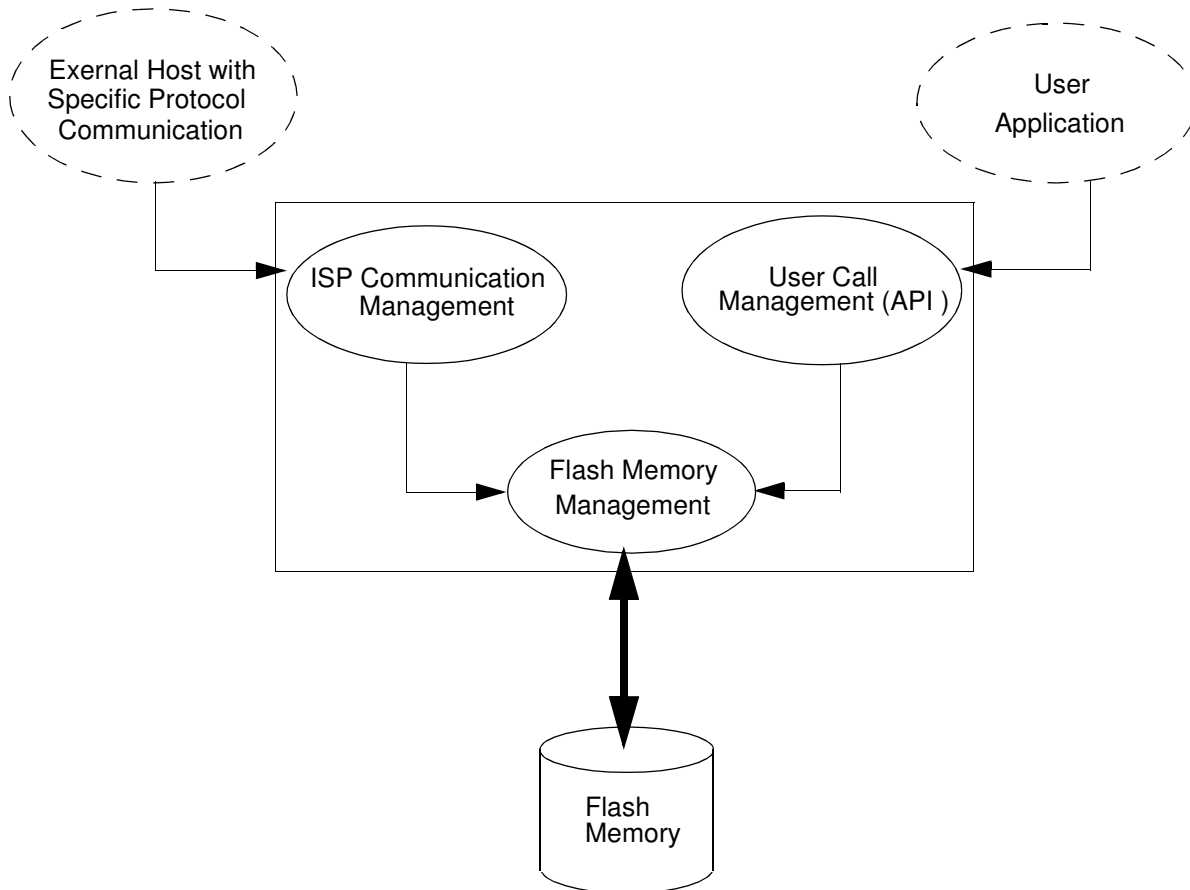 Exernal Host with
Specific Protocol
Communication
User
Application
ISP Communication
Management
User Call
Management (API )
Flash Memory
Management
Flash
Memory